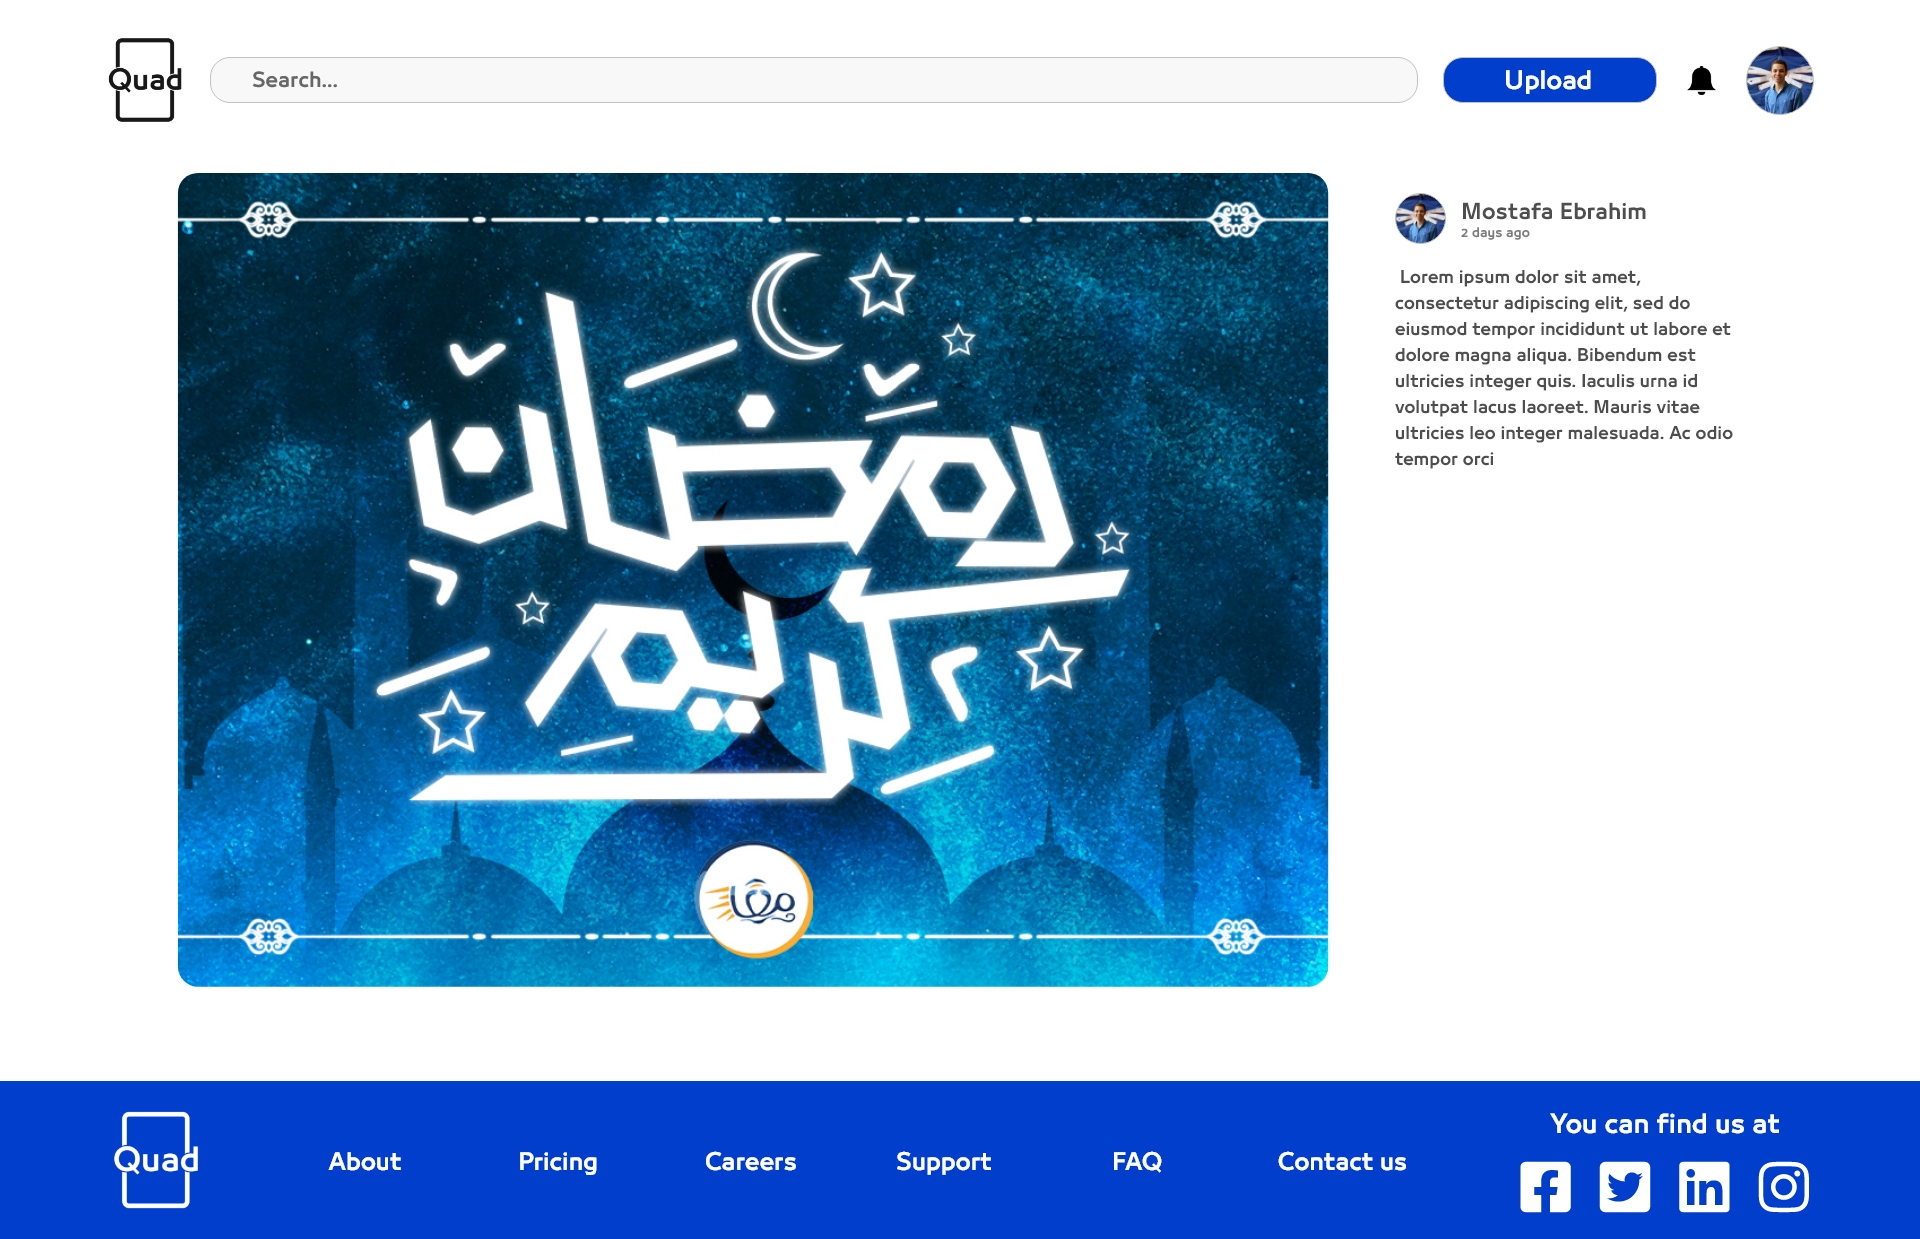 Quad
Search...
Upload
Mostafa Ebrahim
2 days ago
Lorem ipsum dolor sit amet,
consectetur adipiscing elit, sed do
eiusmod tempor incididunt ut labore et
dolore magna aliqua. Bibendum est
ultricies integer quis. Iaculis urna id
volutpat lacus laoreet. Mauris vitae
ultricies leo integer malesuada. Ac odio
tempor orci
رمضان
كريم
Quad
About
Pricing
Careers
Support
FAQ
Contact us
You can find us at